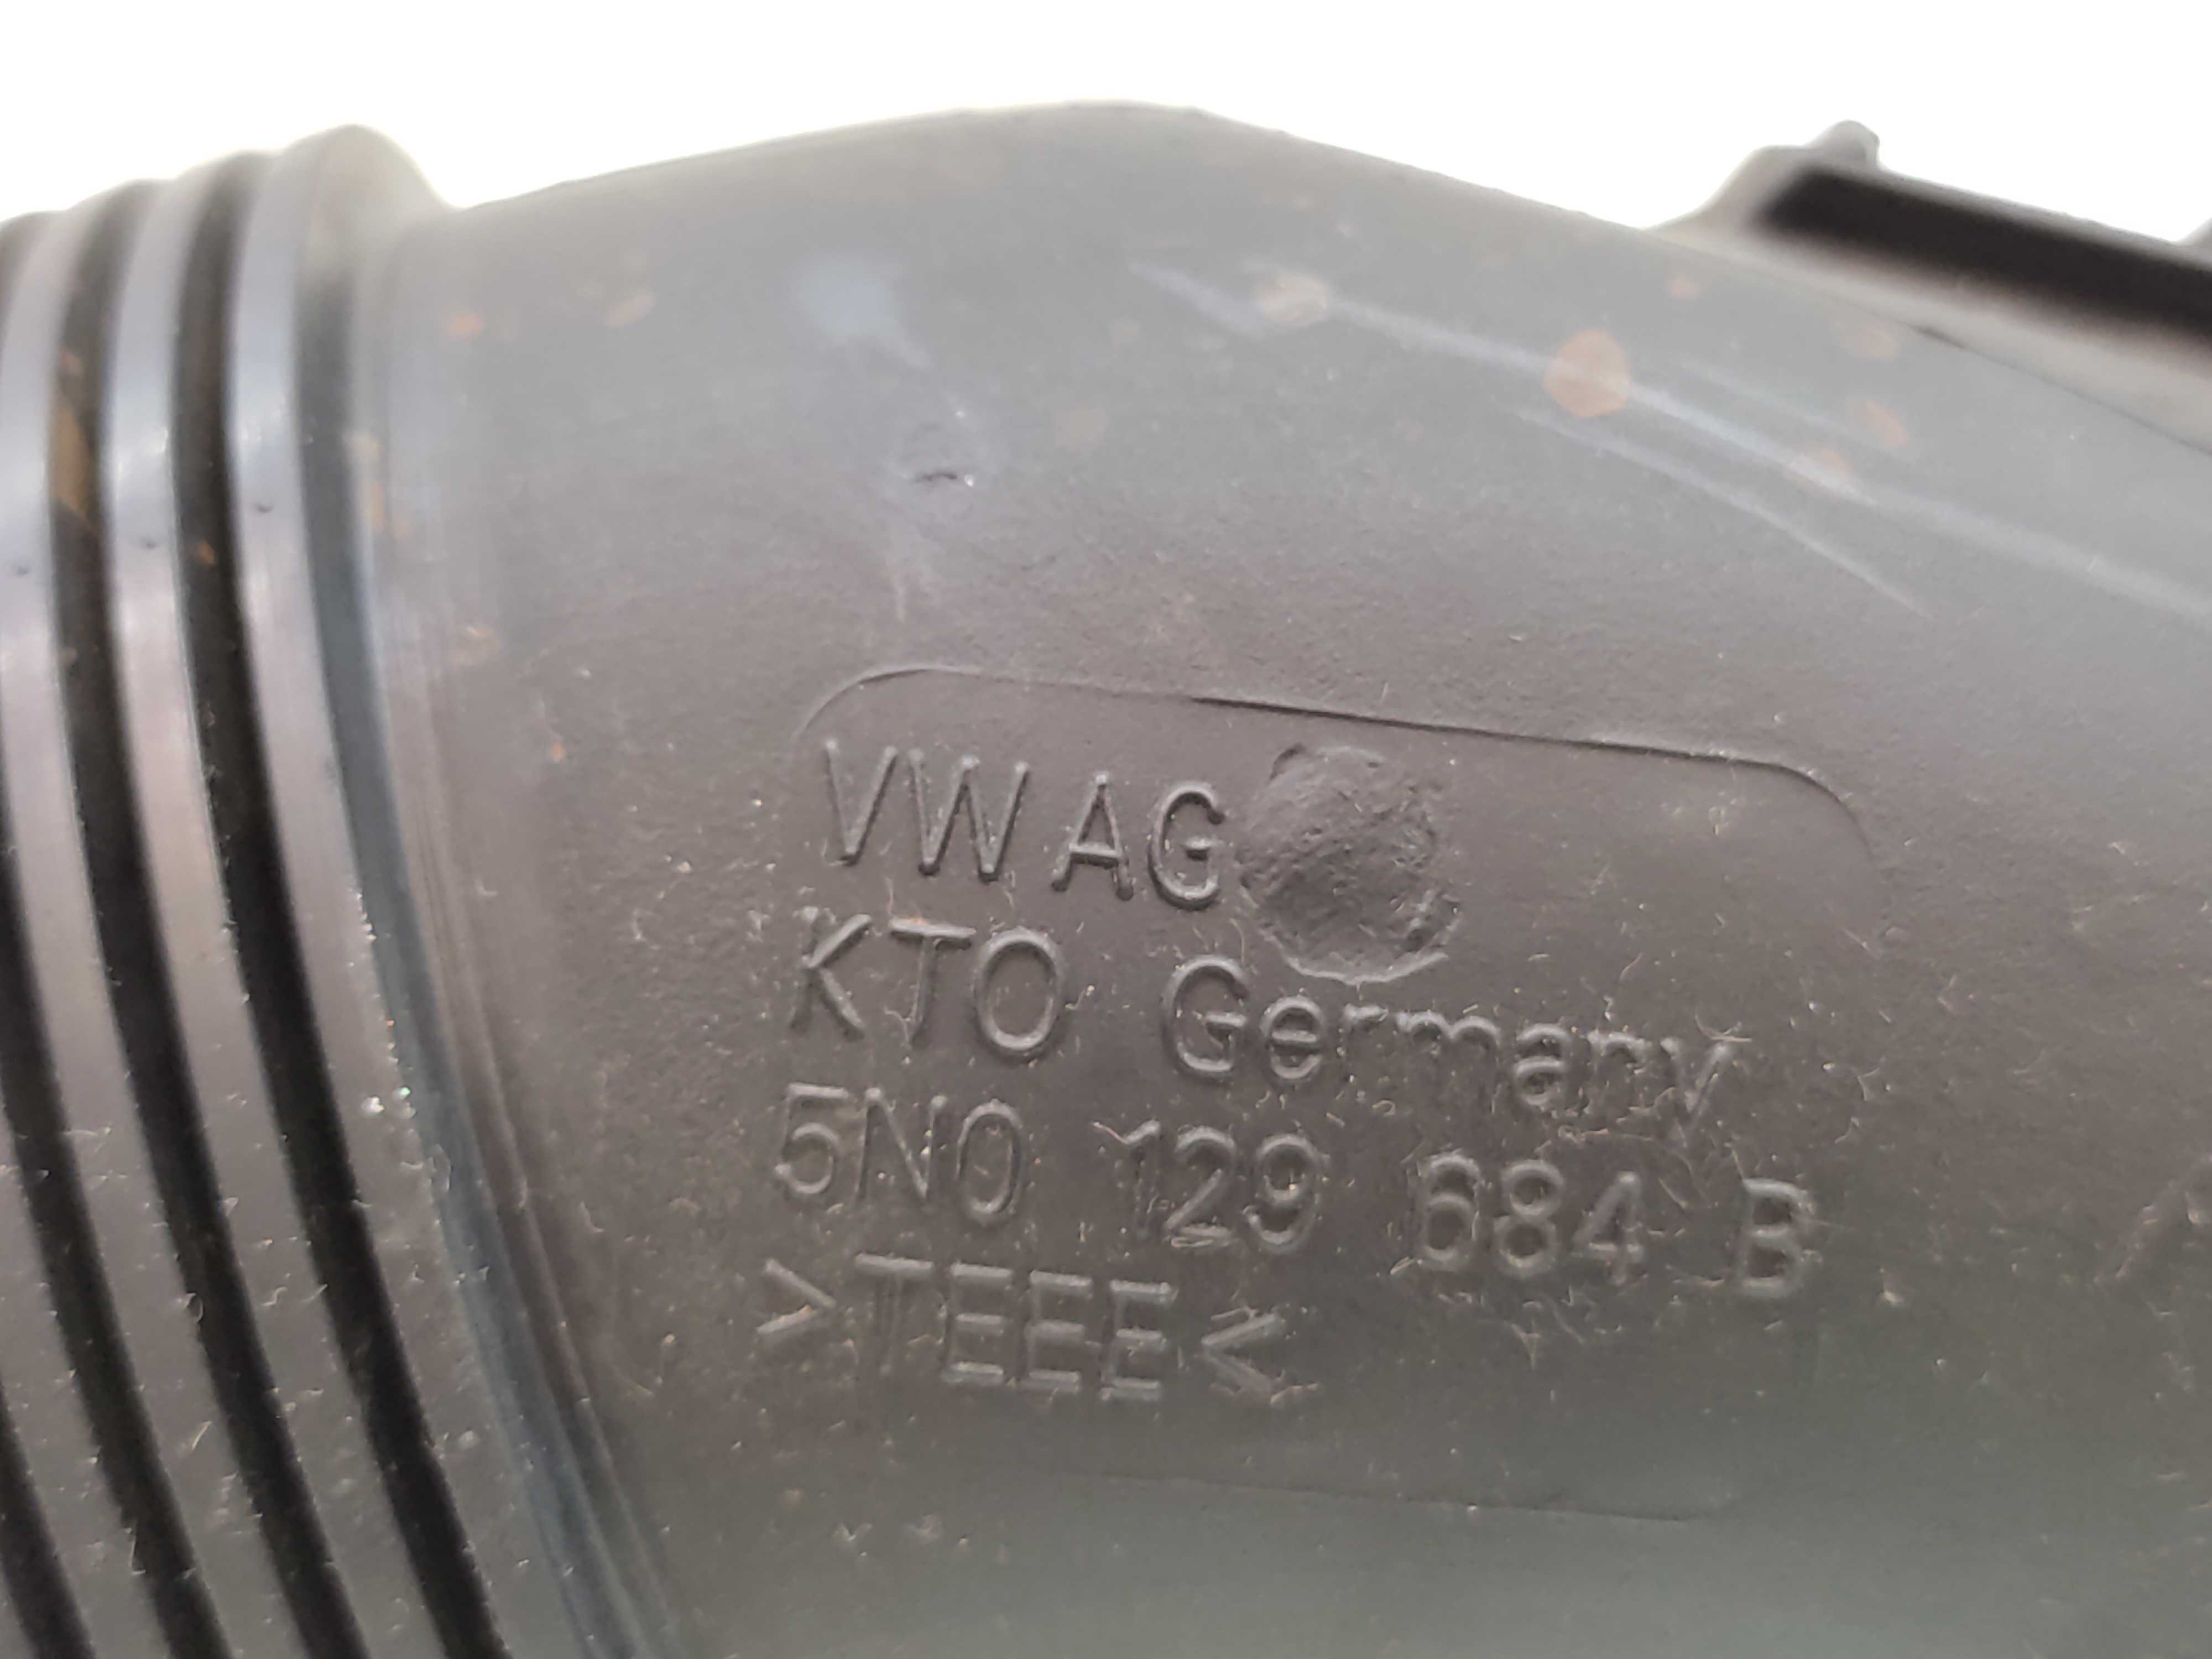 VW AG
KTO Germany
5N0 129 684 B
>TEEE<